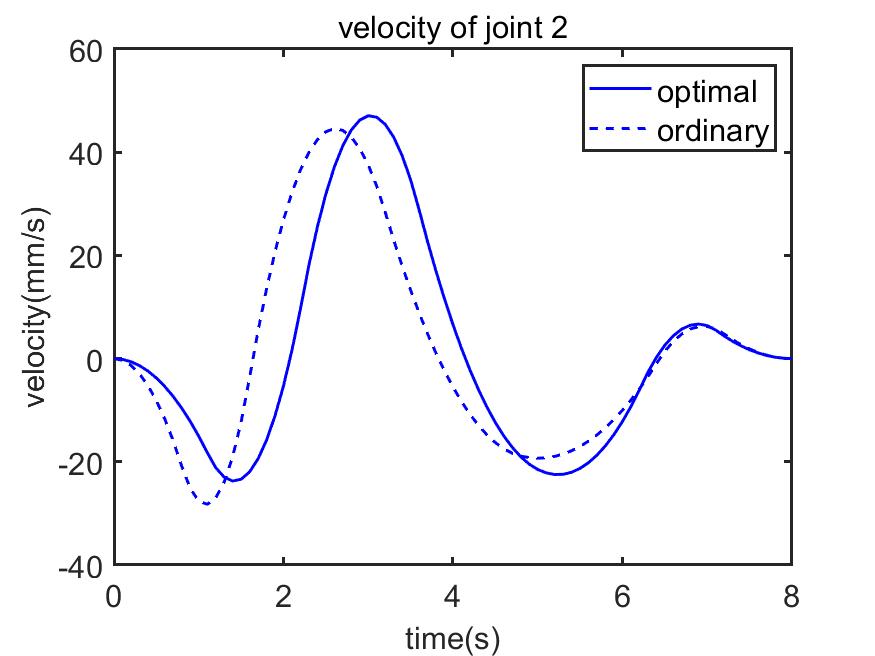 velocity of joint 2
optimal
ordinary
velocity(mm/s)
60
40
20
0
-20
-40
0 2 4 6 8
time(s)